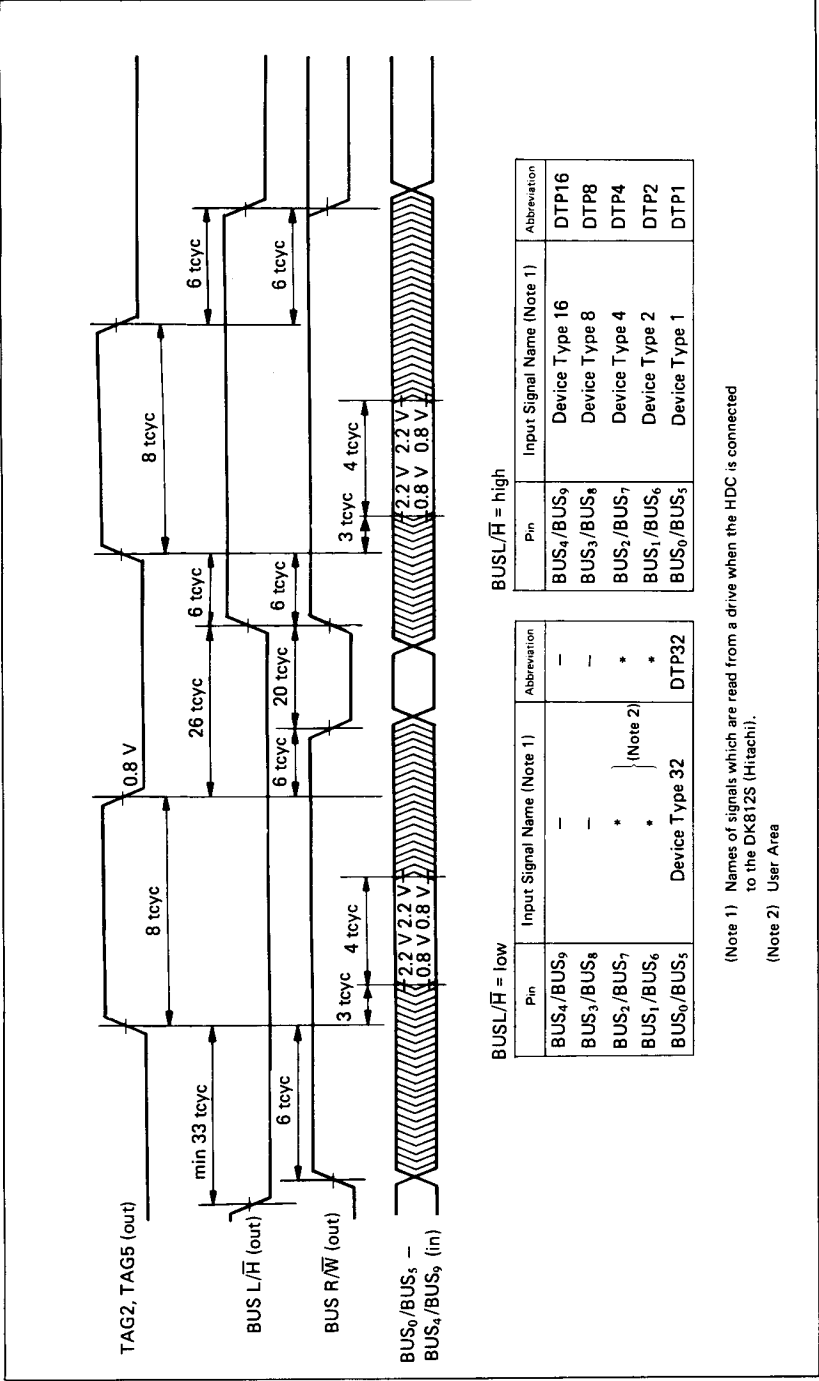 TAG2, TAG5 (out)
0.8 V
8 tcyc
8 tcyc
BUS L/H̅ (out)
min 33 tcyc
26 tcyc
6 tcyc
6 tcyc
BUS R/W̅ (out)
6 tcyc
6 tcyc
20 tcyc
6 tcyc
6 tcyc
BUS₀/BUS₅ –
BUS₄/BUS₉ (in)
3 tcyc
4 tcyc
3 tcyc
4 tcyc
2.2 V 2.2 V
2.2 V 2.2 V
0.8 V 0.8 V
0.8 V 0.8 V
BUSL/H̅ = low
Pin Input Signal Name (Note 1) Abbreviation
BUS₄/BUS₉ – –
BUS₃/BUS₈ – –
BUS₂/BUS₇ * *
(Note 2)
BUS₁/BUS₆ * *
BUS₀/BUS₅ Device Type 32 DTP32
BUSL/H̅ = high
Pin Input Signal Name (Note 1) Abbreviation
BUS₄/BUS₉ Device Type 16 DTP16
BUS₃/BUS₈ Device Type 8 DTP8
BUS₂/BUS₇ Device Type 4 DTP4
BUS₁/BUS₆ Device Type 2 DTP2
BUS₀/BUS₅ Device Type 1 DTP1
(Note 1) Names of signals which are read from a drive when the HDC is connected
to the DK812S (Hitachi).
(Note 2) User Area